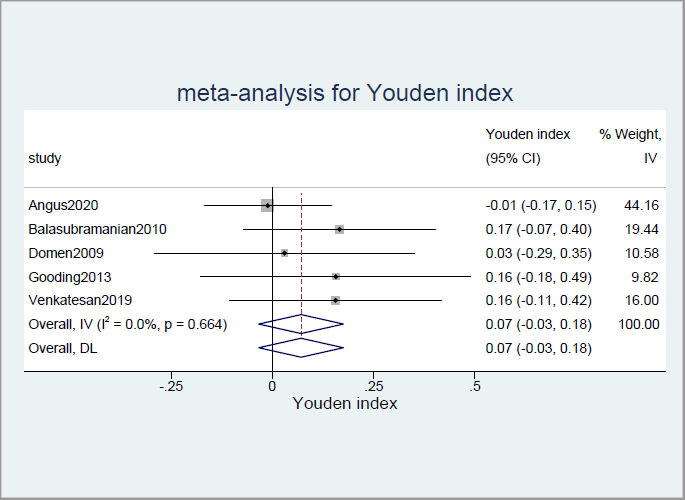 meta-analysis for Youden index
Youden index % Weight,
study (95% CI) IV
Angus2020 -0.01 (-0.17, 0.15) 44.16
Balasubramanian2010 0.17 (-0.07, 0.40) 19.44
Domen2009 0.03 (-0.29, 0.35) 10.58
Gooding2013 0.16 (-0.18, 0.49) 9.82
Venkatesan2019 0.16 (-0.11, 0.42) 16.00
Overall, IV (I² = 0.0%, p = 0.664) 0.07 (-0.03, 0.18) 100.00
Overall, DL 0.07 (-0.03, 0.18)
-.25 0 .25 .5
Youden index